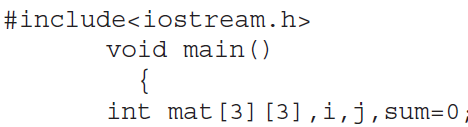 #include<iostream.h>
void main()
{
int mat[3][3],i,j,sum=0;